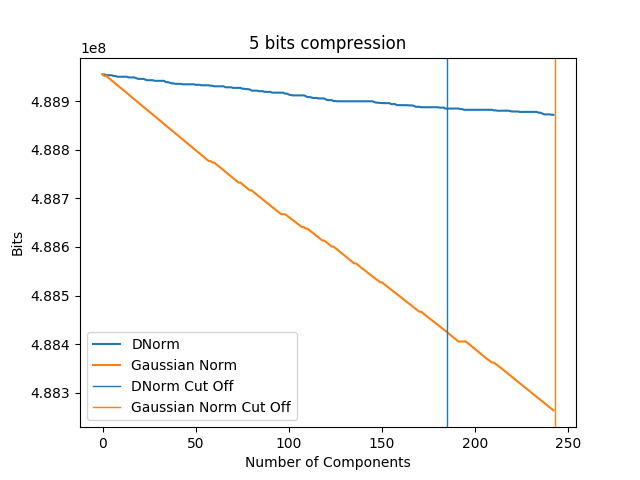 5 bits compression
1e8
4.889
4.888
4.887
4.886
4.885
4.884
4.883
Bits
DNorm
Gaussian Norm
DNorm Cut Off
Gaussian Norm Cut Off
0 50 100 150 200 250
Number of Components